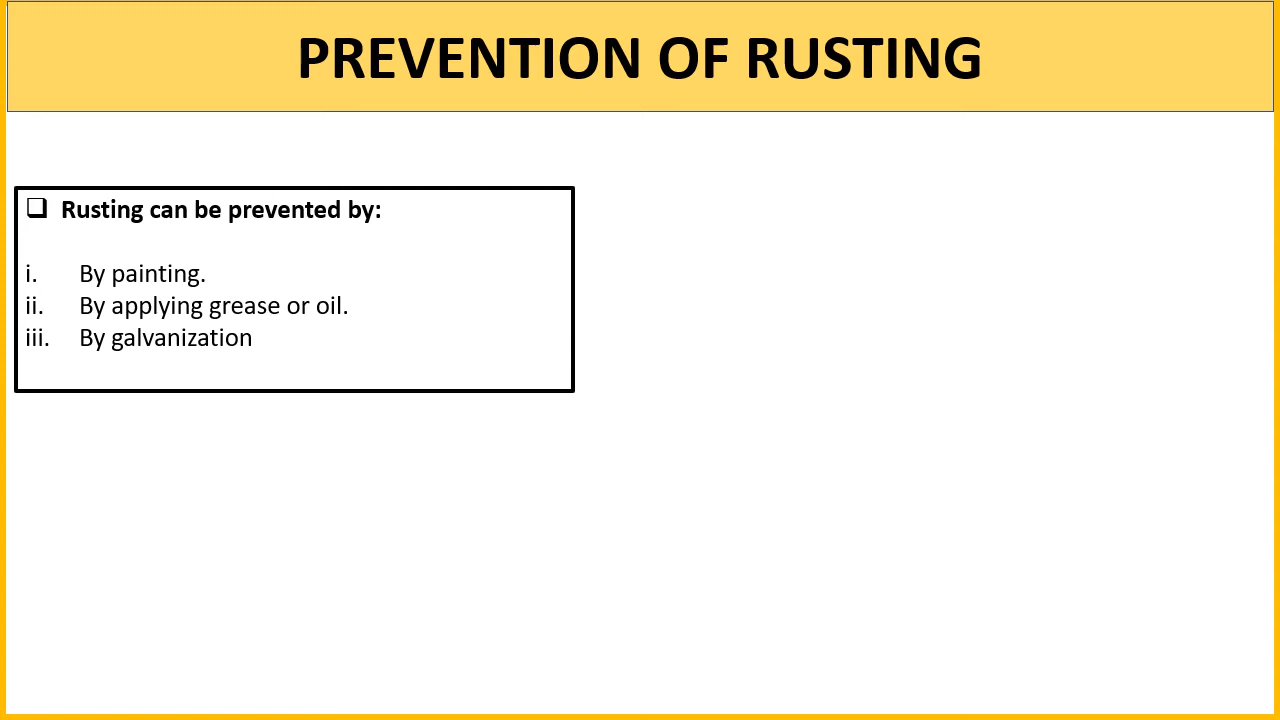 PREVENTION OF RUSTING
❑ Rusting can be prevented by:
i. By painting.
ii. By applying grease or oil.
iii. By galvanization